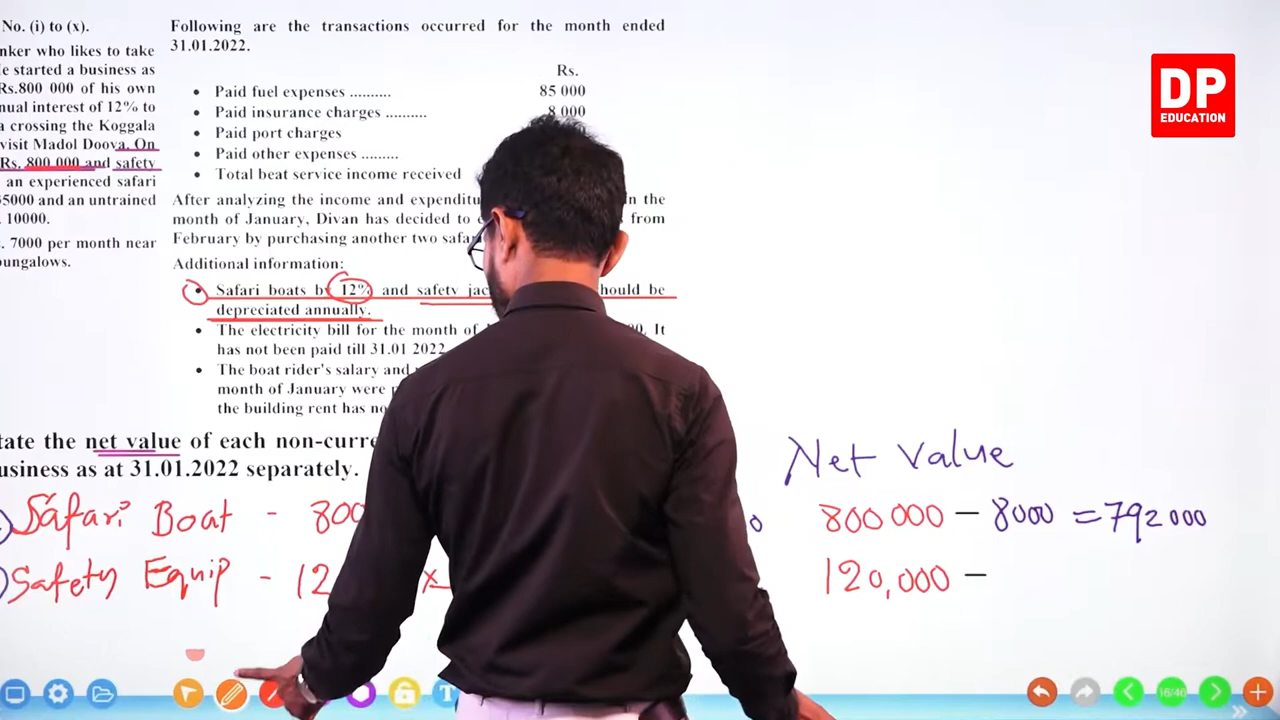 No. (i) to (x).
nker who likes to take
e started a business as
Rs.800 000 of his own
nual interest of 12% to
a crossing the Koggala
visit Madol Doova. On
Rs. 800 000 and safety
an experienced safari
5000 and an untrained
10000.
. 7000 per month near
bungalows.
Following are the transactions occurred for the month ended
31.01.2022.
Rs.
• Paid fuel expenses .......... 85 000
• Paid insurance charges .......... 8 000
• Paid port charges
• Paid other expenses .........
• Total beat service income received
After analyzing the income and expenditu n the
month of January, Divan has decided to from
February by purchasing another two safa
Additional information:
• Safari boats by 12% and safety jac hould be
depreciated annually.
• The electricity bill for the month of 00. It
has not been paid till 31.01 2022
• The boat rider's salary and
month of January were
the building rent has no
tate the net value of each non-curre
usiness as at 31.01.2022 separately.
Net Value
Safari Boat - 800 0 800 000 - 8000 = 792 000
Safety Equip - 12 x 120,000 -
DP
EDUCATION
T
16/46